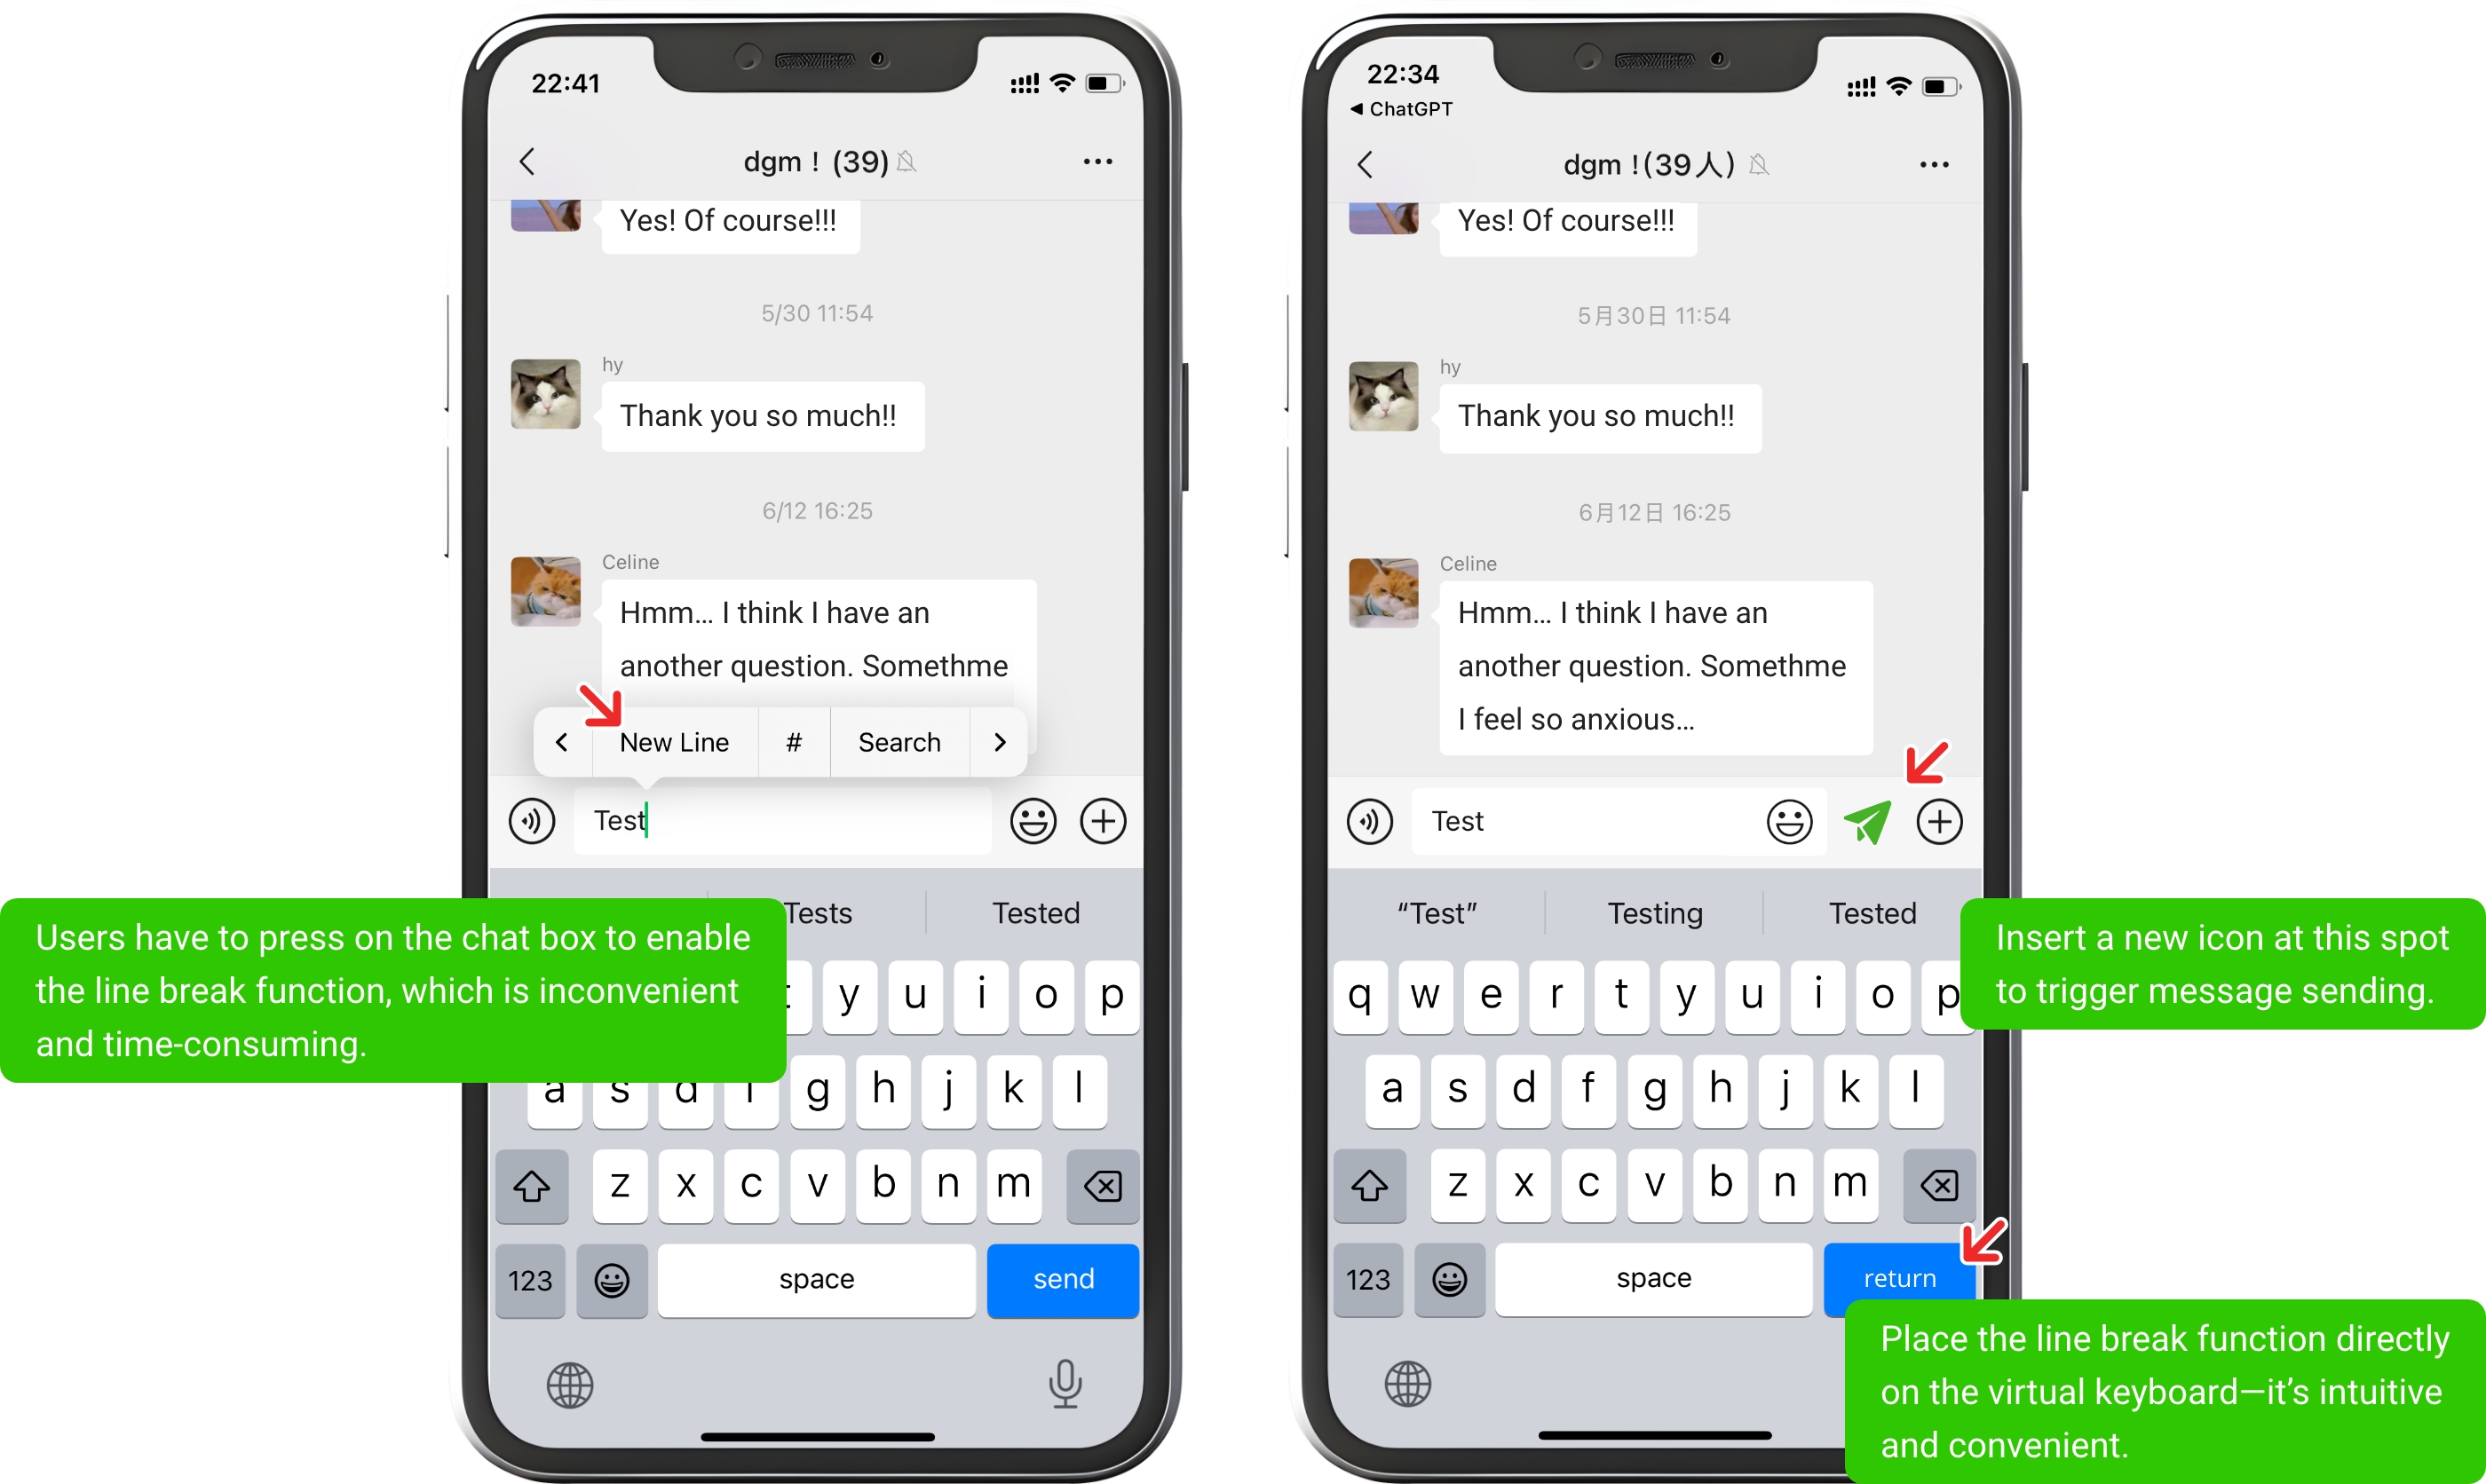 22:41
dgm ! (39)
Yes! Of course!!!
5/30 11:54
hy
Thank you so much!!
6/12 16:25
Celine
Hmm... I think I have an
another question. Somethme
New Line
#
Search
Test
Tests
Tested
Users have to press on the chat box to enable
the line break function, which is inconvenient
and time-consuming.
y u i o p
a s d f g h j k l
z x c v b n m
123
space
send
22:34
◀ ChatGPT
dgm !(39人)
Yes! Of course!!!
5月30日 11:54
hy
Thank you so much!!
6月12日 16:25
Celine
Hmm... I think I have an
another question. Somethme
I feel so anxious...
Test
“Test”
Testing
Tested
q w e r t y u i o p
a s d f g h j k l
z x c v b n m
123
space
return
Insert a new icon at this spot
to trigger message sending.
Place the line break function directly
on the virtual keyboard—it’s intuitive
and convenient.